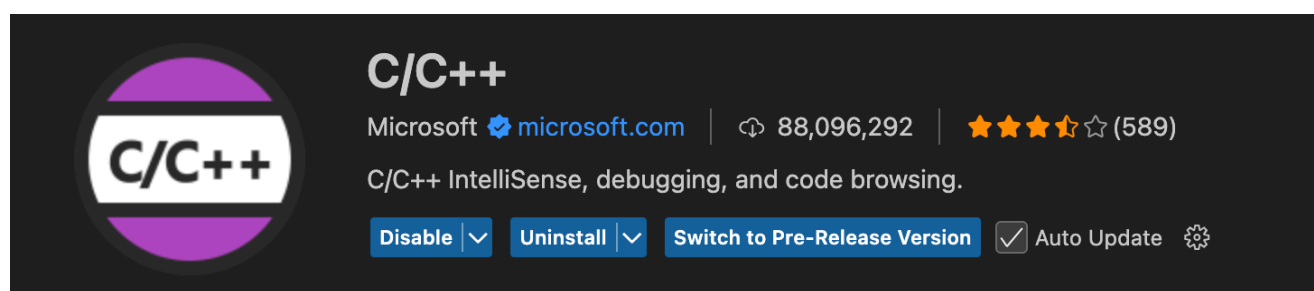 C/C++
C/C++
Microsoft microsoft.com 88,096,292 (589)
C/C++ IntelliSense, debugging, and code browsing.
Disable Uninstall Switch to Pre-Release Version Auto Update